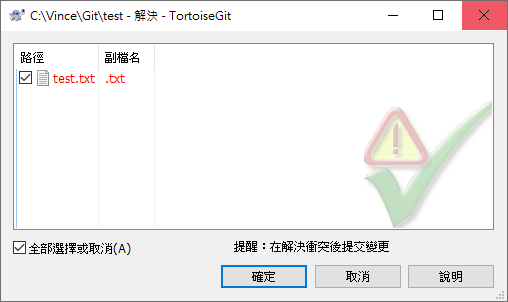 C:\Vince\Git\test - 解決 - TortoiseGit
路徑 副檔名
test.txt .txt
全部選擇或取消(A) 提醒：在解決衝突後提交變更
確定 取消 說明